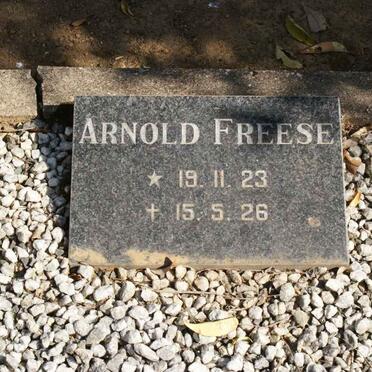 ARNOLD FREESE
★ 19. 11. 23
✝ 15. 5. 26